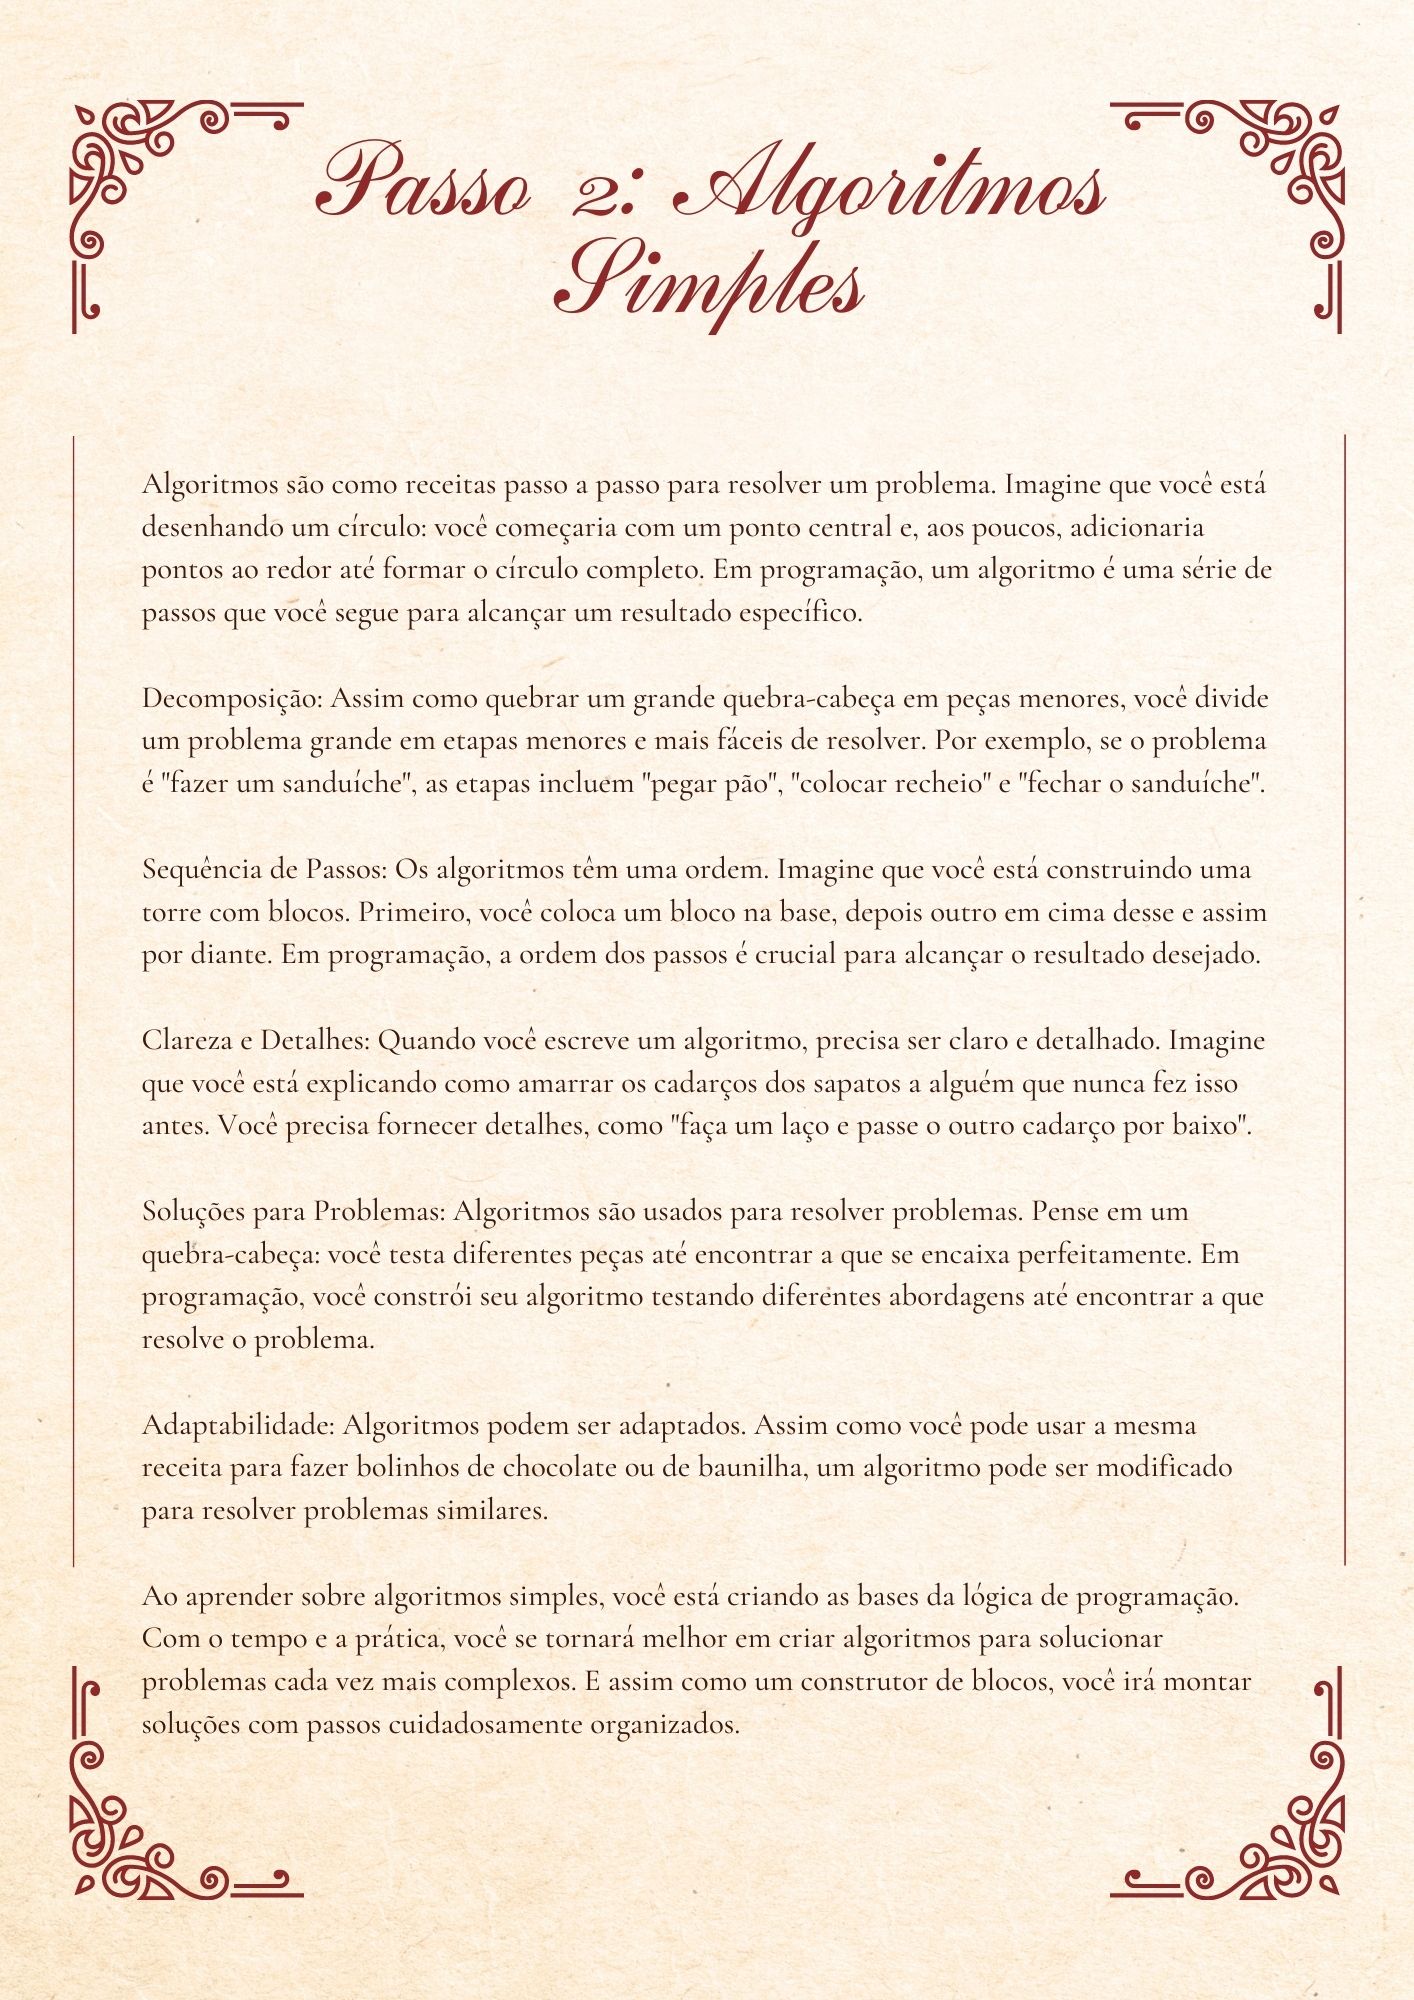 Passo 2: Algoritmos
Simples
Algoritmos são como receitas passo a passo para resolver um problema. Imagine que você está
desenhando um círculo: você começaria com um ponto central e, aos poucos, adicionaria
pontos ao redor até formar o círculo completo. Em programação, um algoritmo é uma série de
passos que você segue para alcançar um resultado específico.
Decomposição: Assim como quebrar um grande quebra-cabeça em peças menores, você divide
um problema grande em etapas menores e mais fáceis de resolver. Por exemplo, se o problema
é "fazer um sanduíche", as etapas incluem "pegar pão", "colocar recheio" e "fechar o sanduíche".
Sequência de Passos: Os algoritmos têm uma ordem. Imagine que você está construindo uma
torre com blocos. Primeiro, você coloca um bloco na base, depois outro em cima desse e assim
por diante. Em programação, a ordem dos passos é crucial para alcançar o resultado desejado.
Clareza e Detalhes: Quando você escreve um algoritmo, precisa ser claro e detalhado. Imagine
que você está explicando como amarrar os cadarços dos sapatos a alguém que nunca fez isso
antes. Você precisa fornecer detalhes, como "faça um laço e passe o outro cadarço por baixo".
Soluções para Problemas: Algoritmos são usados para resolver problemas. Pense em um
quebra-cabeça: você testa diferentes peças até encontrar a que se encaixa perfeitamente. Em
programação, você constrói seu algoritmo testando diferentes abordagens até encontrar a que
resolve o problema.
Adaptabilidade: Algoritmos podem ser adaptados. Assim como você pode usar a mesma
receita para fazer bolinhos de chocolate ou de baunilha, um algoritmo pode ser modificado
para resolver problemas similares.
Ao aprender sobre algoritmos simples, você está criando as bases da lógica de programação.
Com o tempo e a prática, você se tornará melhor em criar algoritmos para solucionar
problemas cada vez mais complexos. E assim como um construtor de blocos, você irá montar
soluções com passos cuidadosamente organizados.